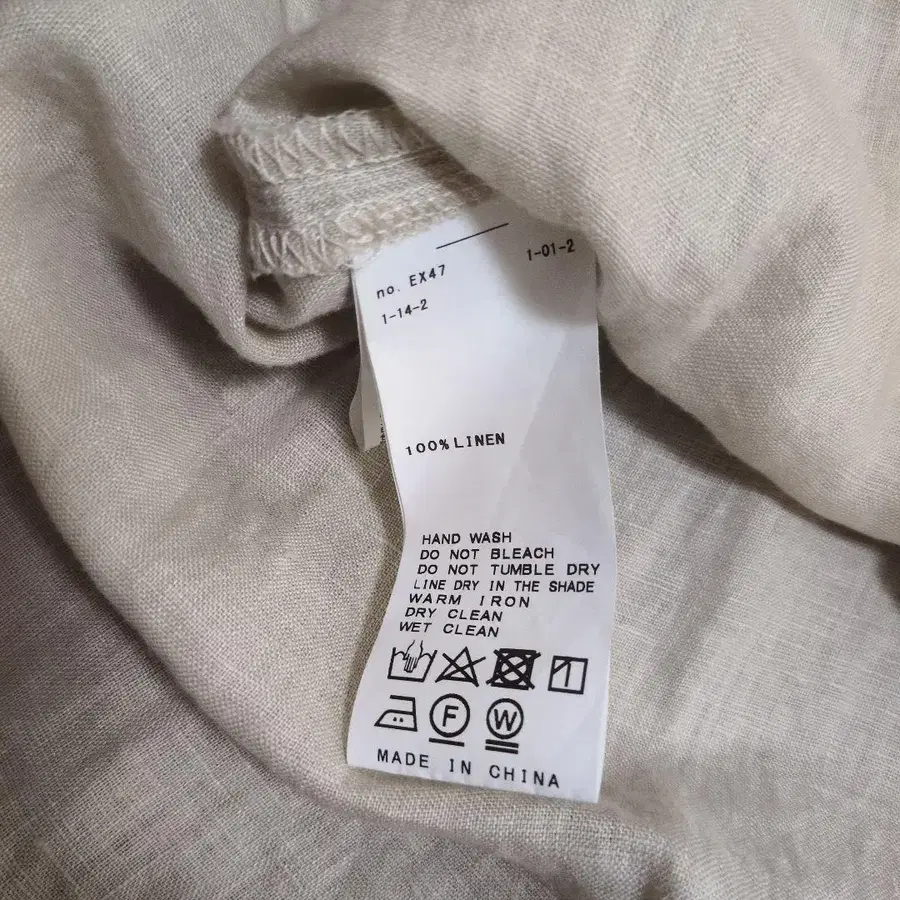 no. EX47 1-01-2
1-14-2
100% LINEN
HAND WASH
DO NOT BLEACH
DO NOT TUMBLE DRY
LINE DRY IN THE SHADE
WARM IRON
DRY CLEAN
WET CLEAN
F W
MADE IN CHINA